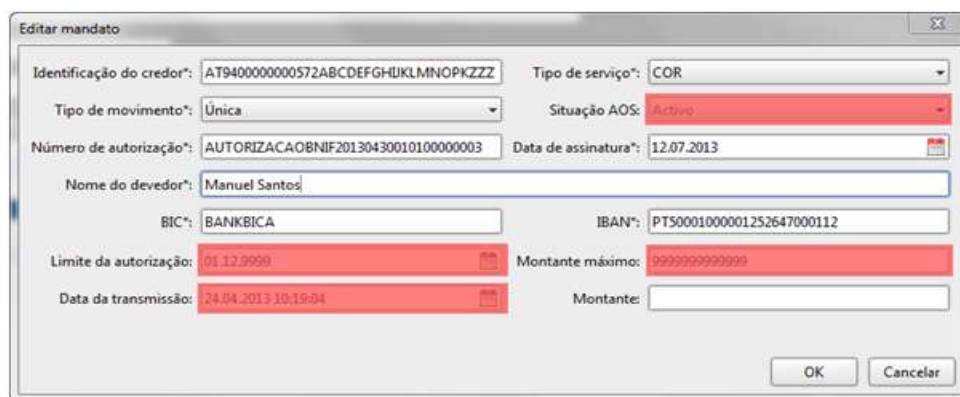 Editar mandato
Identificação do credor*: AT9400000000572ABCDEFGHIJKLMNOPKZZZ Tipo de serviço*: COR
Tipo de movimento*: Única Situação AOS: Activo
Número de autorização*: AUTORIZACAOBNIF20130430010100000003 Data de assinatura*: 12.07.2013
Nome do devedor*: Manuel Santos
BIC*: BANKBICA IBAN*: PT50001000001252647000112
Limite da autorização: 01.12.9999 Montante máximo: 9999999999999
Data da transmissão: 24.04.2013 10:19:04 Montante:
OK Cancelar